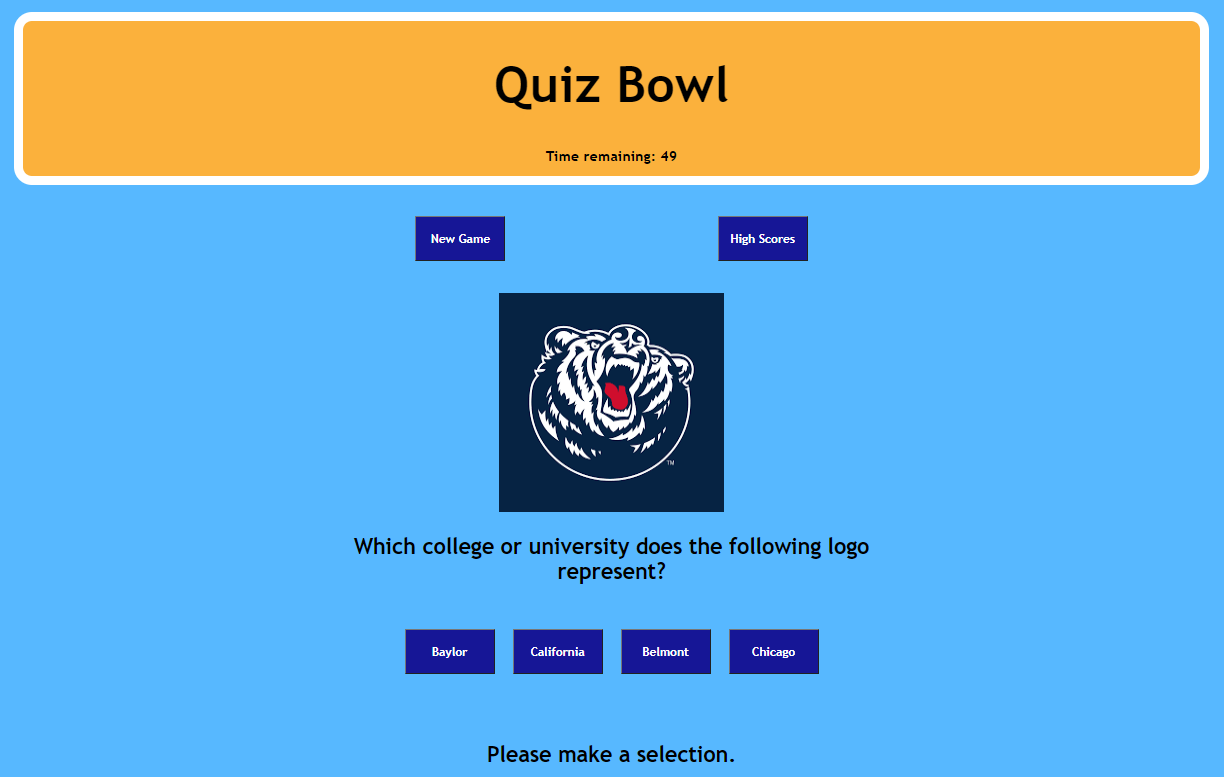 Quiz Bowl
Time remaining: 49
New Game
High Scores
TM
Which college or university does the following logo
represent?
Baylor
California
Belmont
Chicago
Please make a selection.